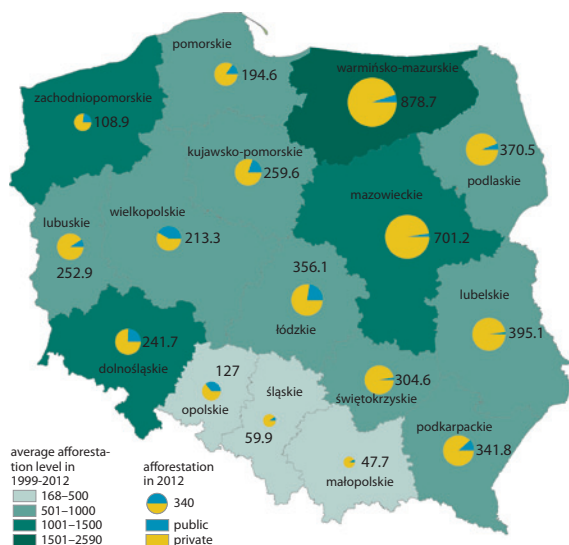 pomorskie
194.6
warmińsko-mazurskie
878.7
zachodniopomorskie
108.9
370.5
podlaskie
kujawsko-pomorskie
259.6
mazowieckie
701.2
wielkopolskie
213.3
lubuskie
252.9
356.1
łódzkie
lubelskie
395.1
241.7
dolnośląskie
127
opolskie
śląskie
59.9
304.6
świętokrzyskie
podkarpackie
341.8
47.7
małopolskie
average afforesta-
tion level in
1999-2012
168–500
501–1000
1001–1500
1501–2590
afforestation
in 2012
340
public
private